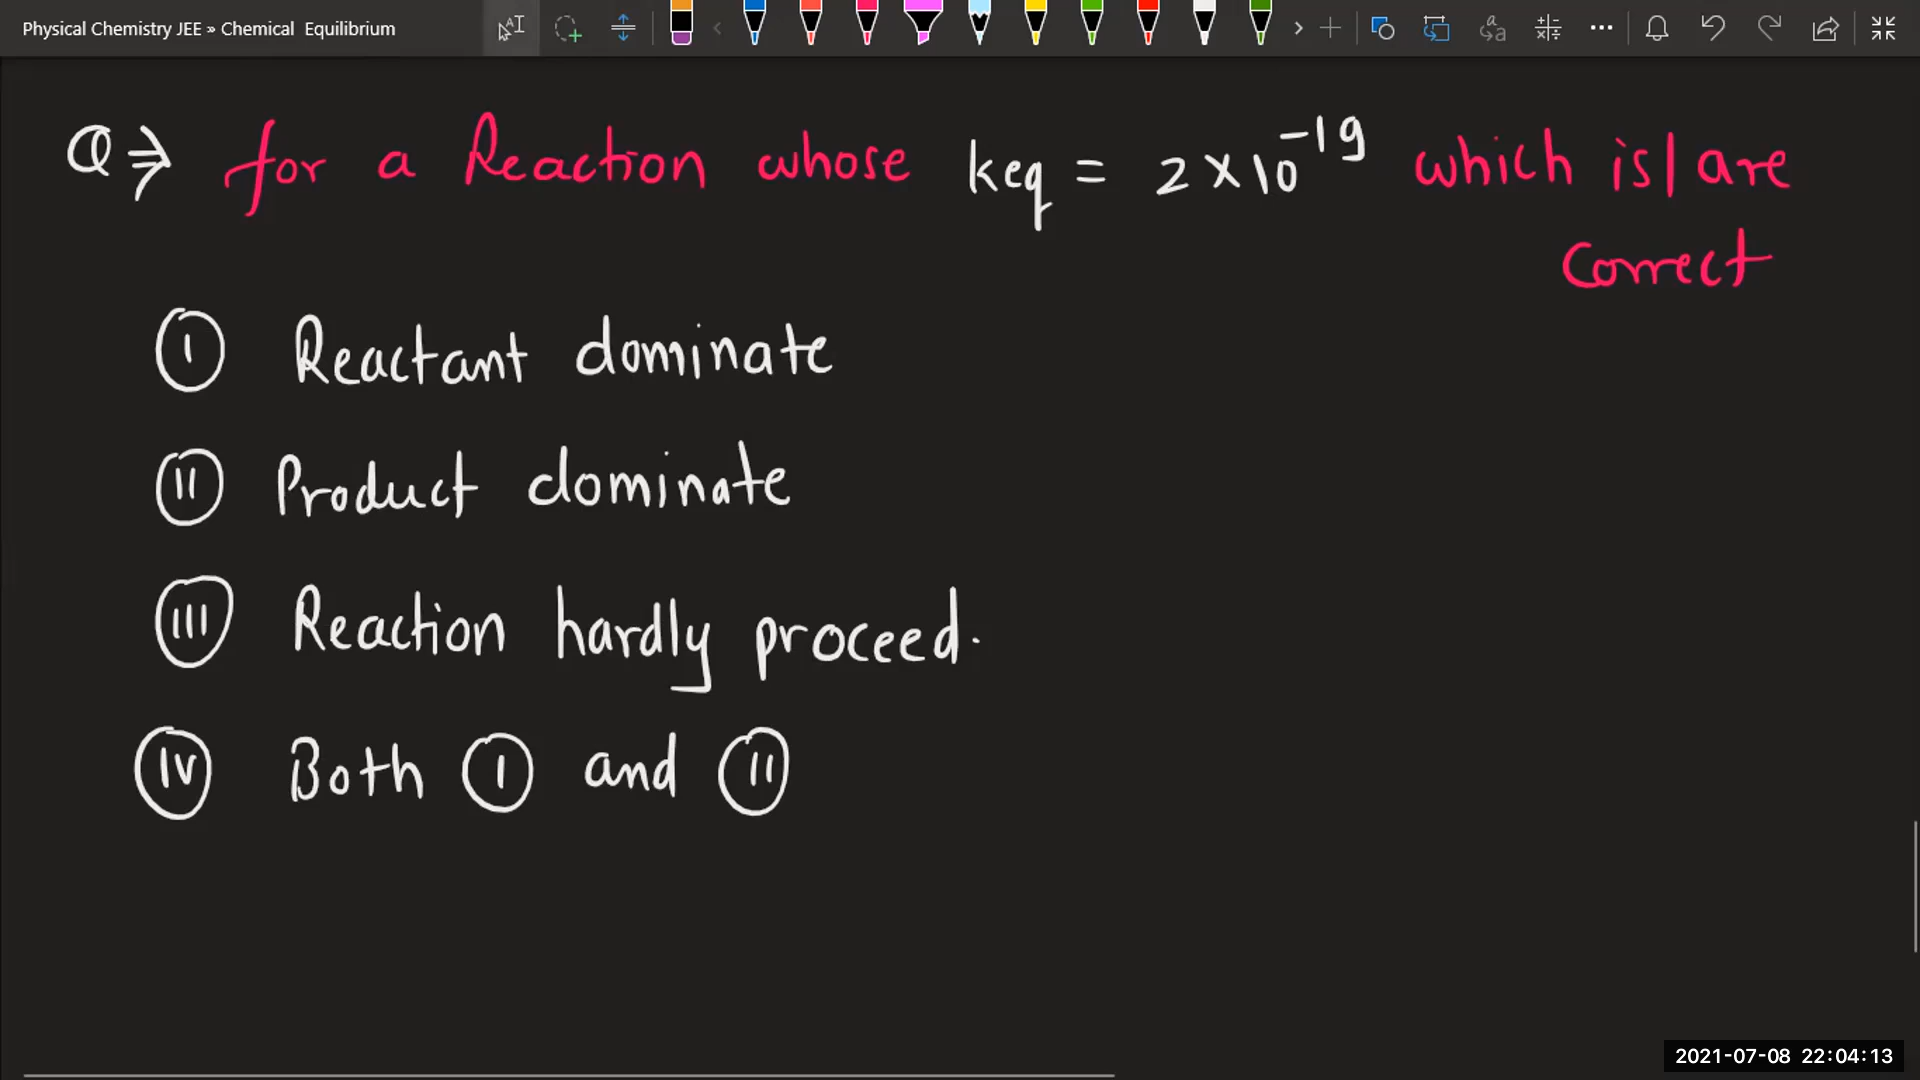 Physical Chemistry JEE » Chemical Equilibrium
Q ⇒ for a Reaction whose keq = 2 × 10⁻¹⁹ which is/are
correct
(I) Reactant dominate
(II) Product dominate
(III) Reaction hardly proceed.
(IV) Both (I) and (II)
2021-07-08 22:04:13